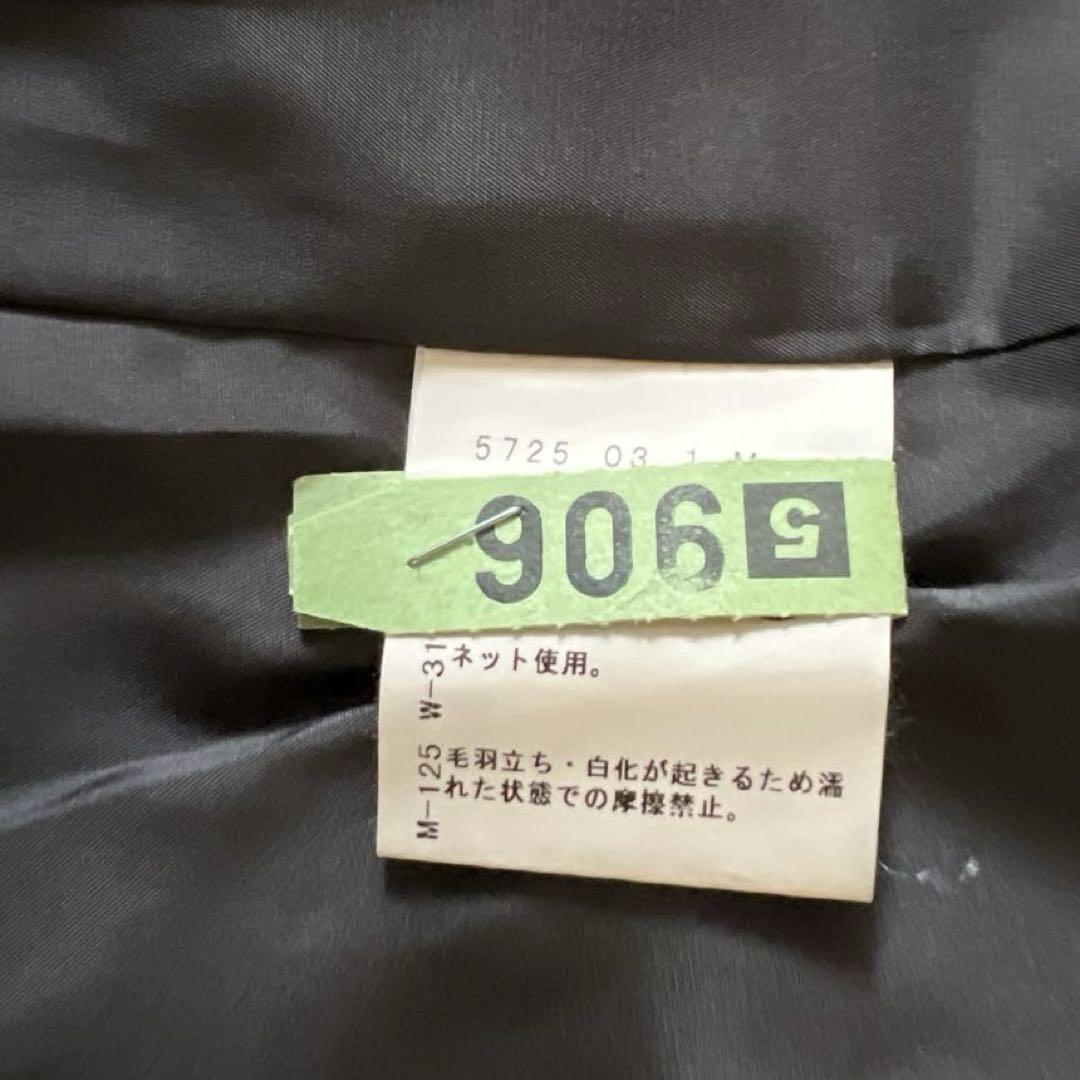 5725 03 1
5 906
ネット使用。
毛羽立ち・白化が起きるため濡
れた状態での摩擦禁止。
M-125 W-31